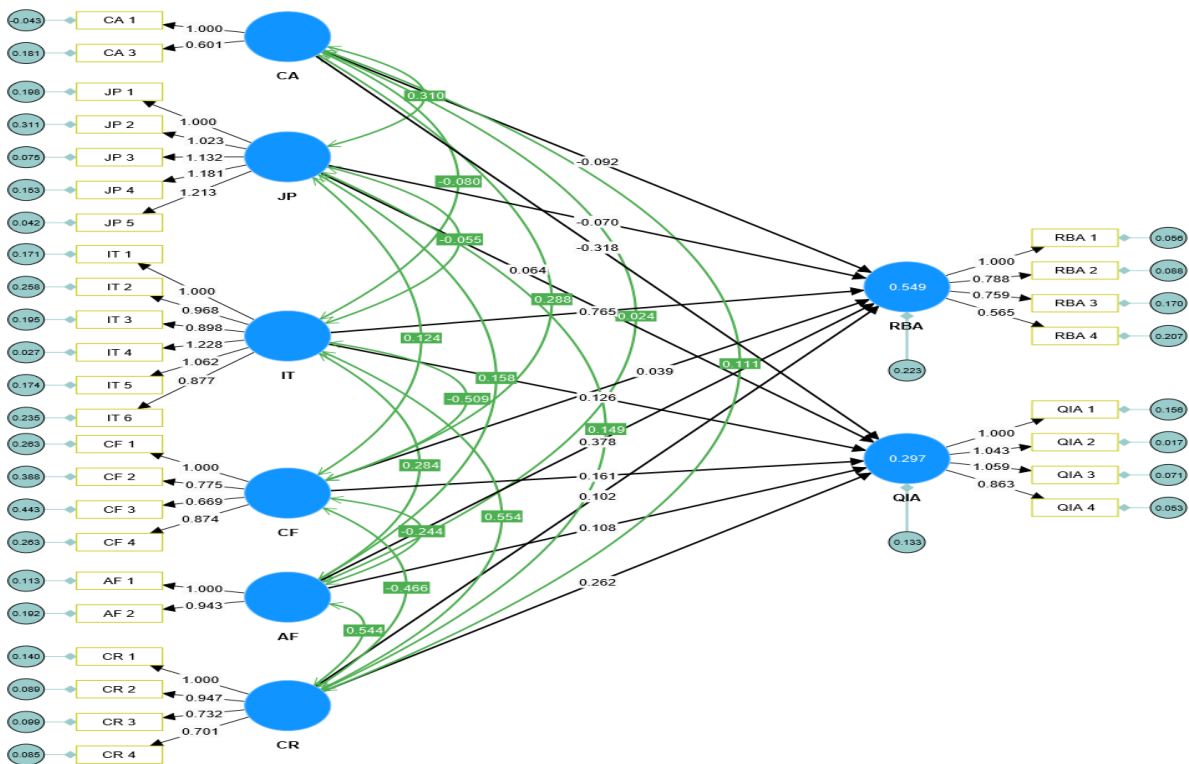 -0.043 CA 1 1.000
0.181 CA 3 0.601
CA
0.198 JP 1 1.000
0.311 JP 2 1.023
0.075 JP 3 1.132
0.153 JP 4 1.181
0.042 JP 5 1.213
JP
0.171 IT 1 1.000
0.258 IT 2 0.968
0.195 IT 3 0.898
0.027 IT 4 1.228
0.174 IT 5 1.062
0.235 IT 6 0.877
IT
0.263 CF 1 1.000
0.388 CF 2 0.775
0.443 CF 3 0.669
0.263 CF 4 0.874
CF
0.113 AF 1 1.000
0.192 AF 2 0.943
AF
0.140 CR 1 1.000
0.089 CR 2 0.947
0.099 CR 3 0.732
0.085 CR 4 0.701
CR
0.310
-0.080
-0.055
0.288
0.024
0.124
0.111
0.158
-0.509
0.149
0.284
0.554
-0.244
-0.466
0.544
-0.092
-0.070
-0.318
0.064
0.765
0.039
0.126
0.378
0.161
0.102
0.108
0.262
0.549
RBA
0.223
1.000 RBA 1 0.056
0.788 RBA 2 0.088
0.759 RBA 3 0.170
0.565 RBA 4 0.207
0.297
QIA
0.133
1.000 QIA 1 0.156
1.043 QIA 2 0.017
1.059 QIA 3 0.071
0.863 QIA 4 0.053